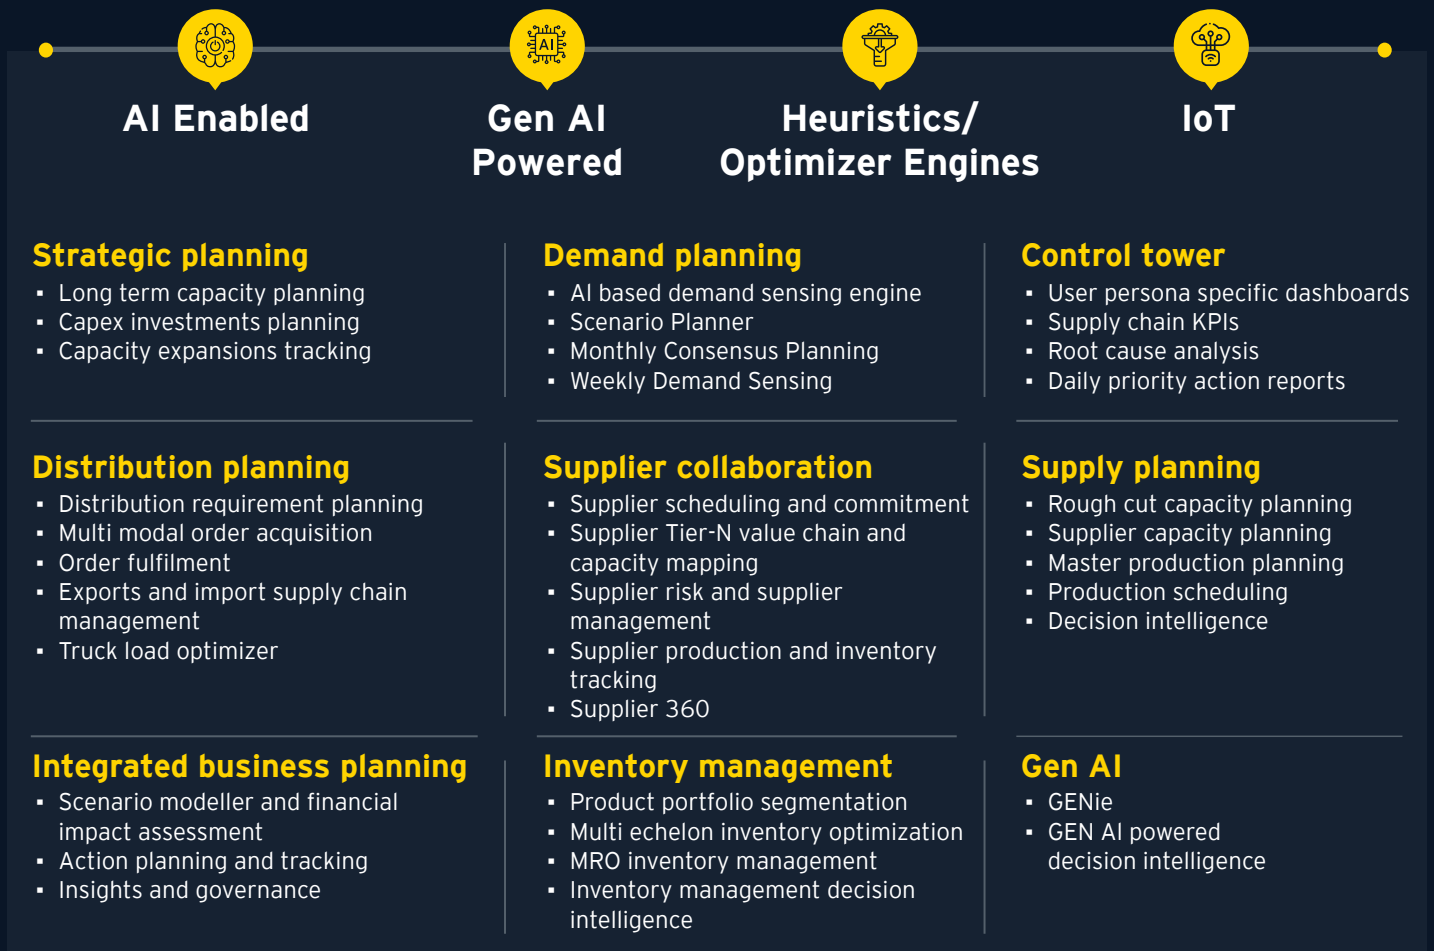 AI
AI Enabled
Gen AI
Powered
Heuristics/
Optimizer Engines
IoT
Strategic planning
▪ Long term capacity planning
▪ Capex investments planning
▪ Capacity expansions tracking
Demand planning
▪ AI based demand sensing engine
▪ Scenario Planner
▪ Monthly Consensus Planning
▪ Weekly Demand Sensing
Control tower
▪ User persona specific dashboards
▪ Supply chain KPIs
▪ Root cause analysis
▪ Daily priority action reports
Distribution planning
▪ Distribution requirement planning
▪ Multi modal order acquisition
▪ Order fulfilment
▪ Exports and import supply chain
management
▪ Truck load optimizer
Supplier collaboration
▪ Supplier scheduling and commitment
▪ Supplier Tier-N value chain and
capacity mapping
▪ Supplier risk and supplier
management
▪ Supplier production and inventory
tracking
▪ Supplier 360
Supply planning
▪ Rough cut capacity planning
▪ Supplier capacity planning
▪ Master production planning
▪ Production scheduling
▪ Decision intelligence
Integrated business planning
▪ Scenario modeller and financial
impact assessment
▪ Action planning and tracking
▪ Insights and governance
Inventory management
▪ Product portfolio segmentation
▪ Multi echelon inventory optimization
▪ MRO inventory management
▪ Inventory management decision
intelligence
Gen AI
▪ GENie
▪ GEN AI powered
decision intelligence